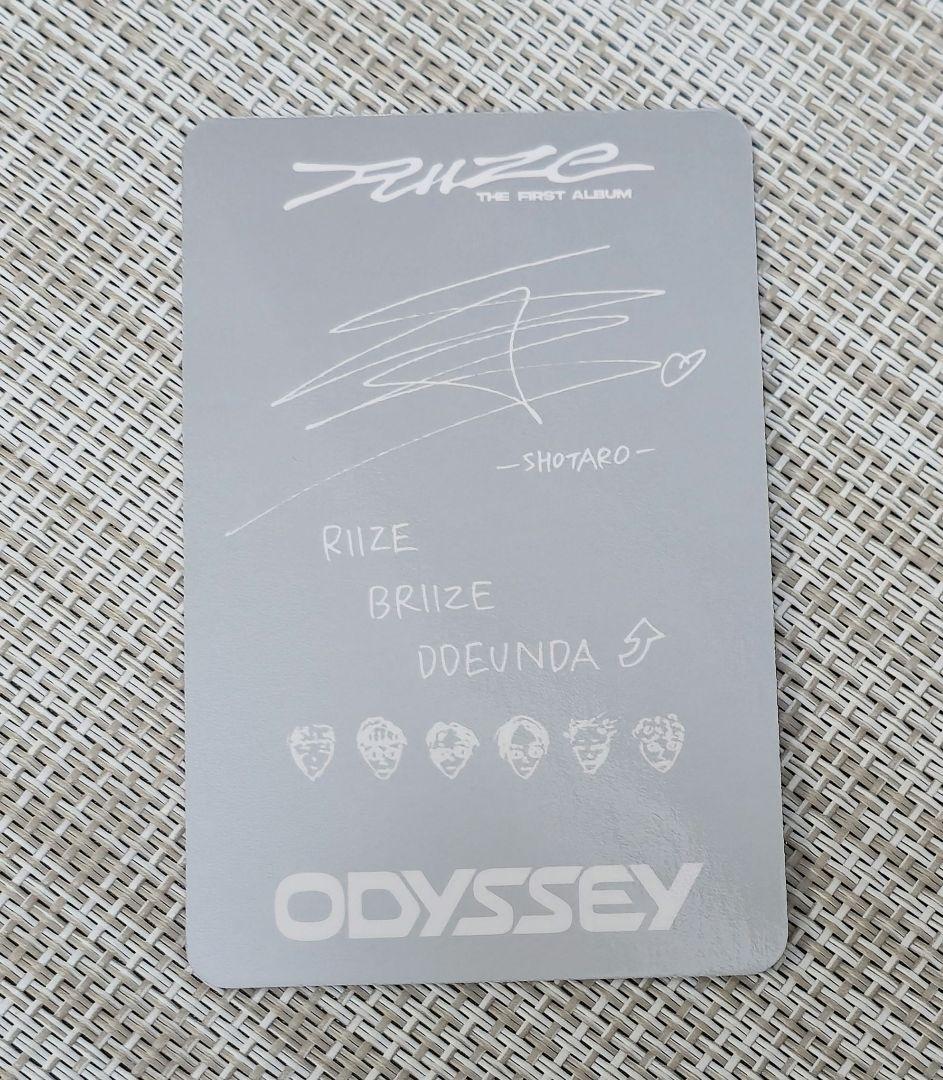 RIIZE
THE FIRST ALBUM
-SHOTARO-
RIIZE
BRIIZE
DDEUNDA
ODYSSEY